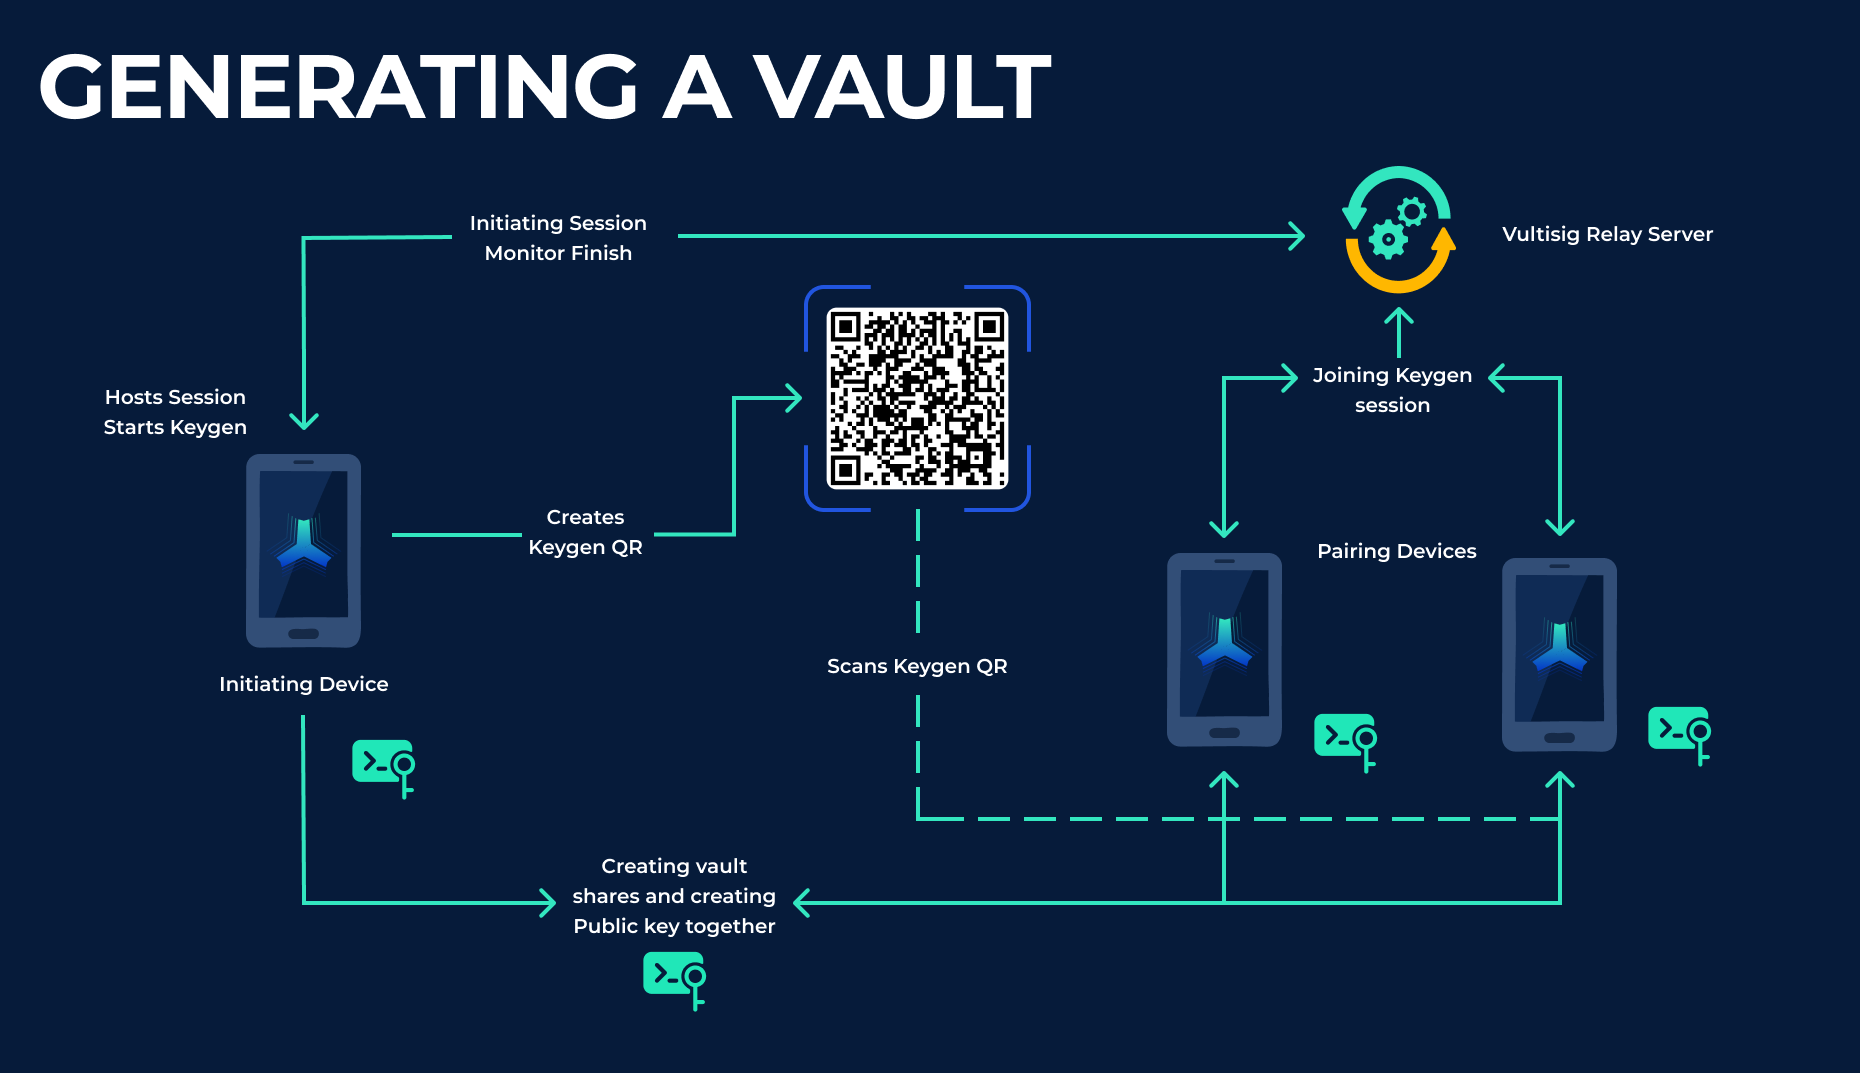 GENERATING A VAULT
Initiating Session
Monitor Finish
Vultisig Relay Server
Hosts Session
Starts Keygen
Joining Keygen
session
Creates
Keygen QR
Pairing Devices
Scans Keygen QR
Initiating Device
Creating vault
shares and creating
Public key together